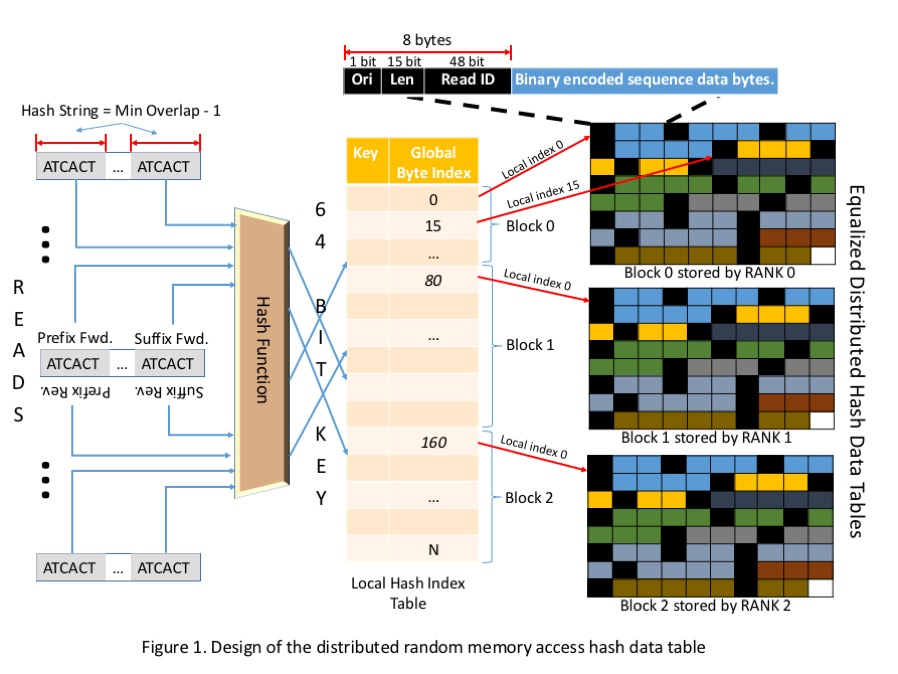 8 bytes
1 bit 15 bit 48 bit
Ori Len Read ID Binary encoded sequence data bytes.
Hash String = Min Overlap - 1
ATCACT ... ATCACT
READS
Prefix Fwd. Suffix Fwd.
ATCACT ... ATCACT
Prefix Rev. Suffix Rev.
ATCACT ... ATCACT
Hash Function
64 BIT KEY
Key Global Byte Index
0
15
...
80
...
160
...
N
Block 0
Block 1
Block 2
Local Hash Index
Table
Local index 0
Local index 15
Local index 0
Local index 0
Block 0 stored by RANK 0
Block 1 stored by RANK 1
Block 2 stored by RANK 2
Equalized Distributed Hash Data Tables
Figure 1. Design of the distributed random memory access hash data table